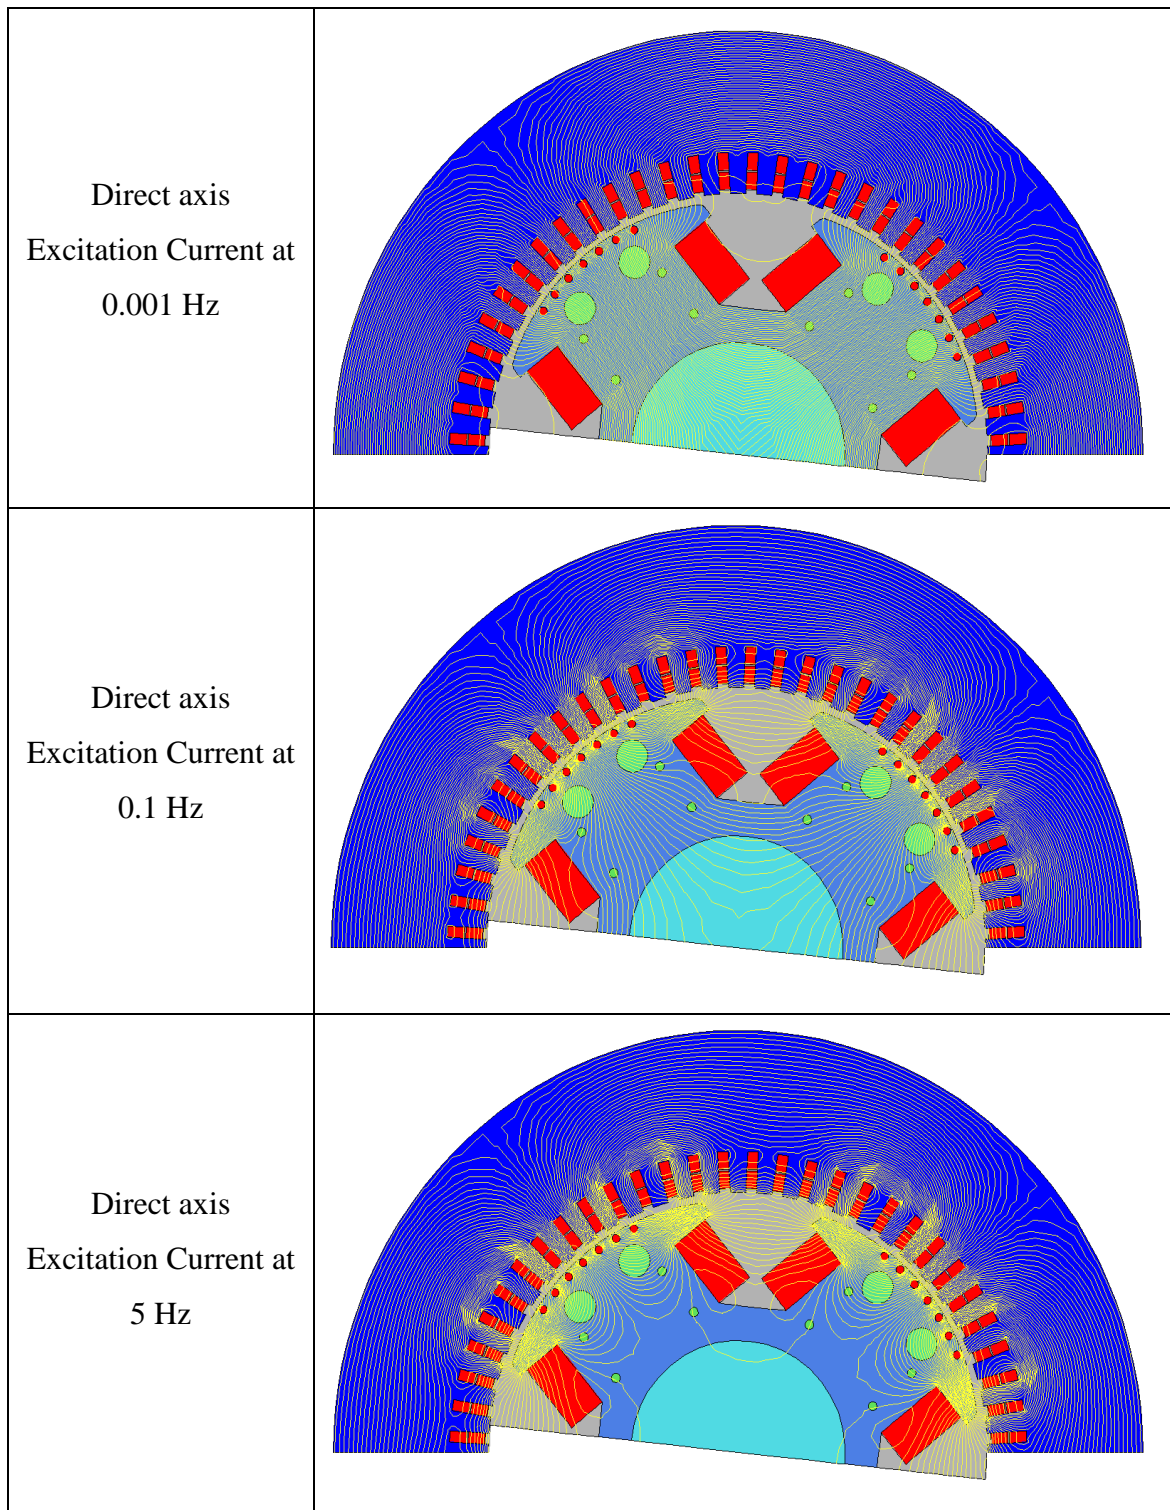 Direct axis
Excitation Current at
0.001 Hz
Direct axis
Excitation Current at
0.1 Hz
Direct axis
Excitation Current at
5 Hz